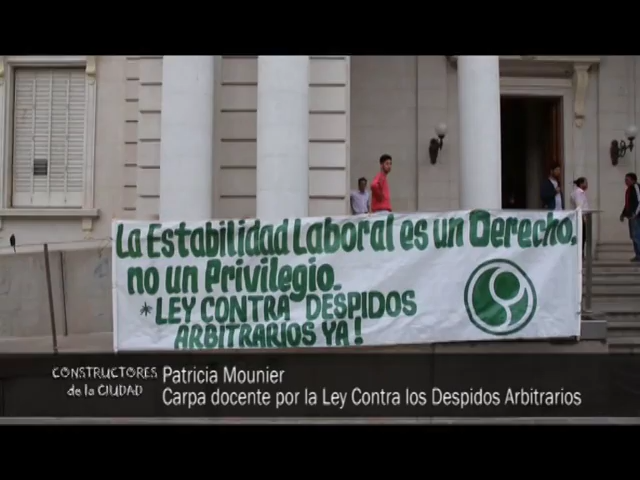 La Estabilidad Laboral es un Derecho,
no un Privilegio.
* LEY CONTRA DESPIDOS
ARBITRARIOS YA!
CONSTRUCTORES
de la CIUDAD
Patricia Mounier
Carpa docente por la Ley Contra los Despidos Arbitrarios